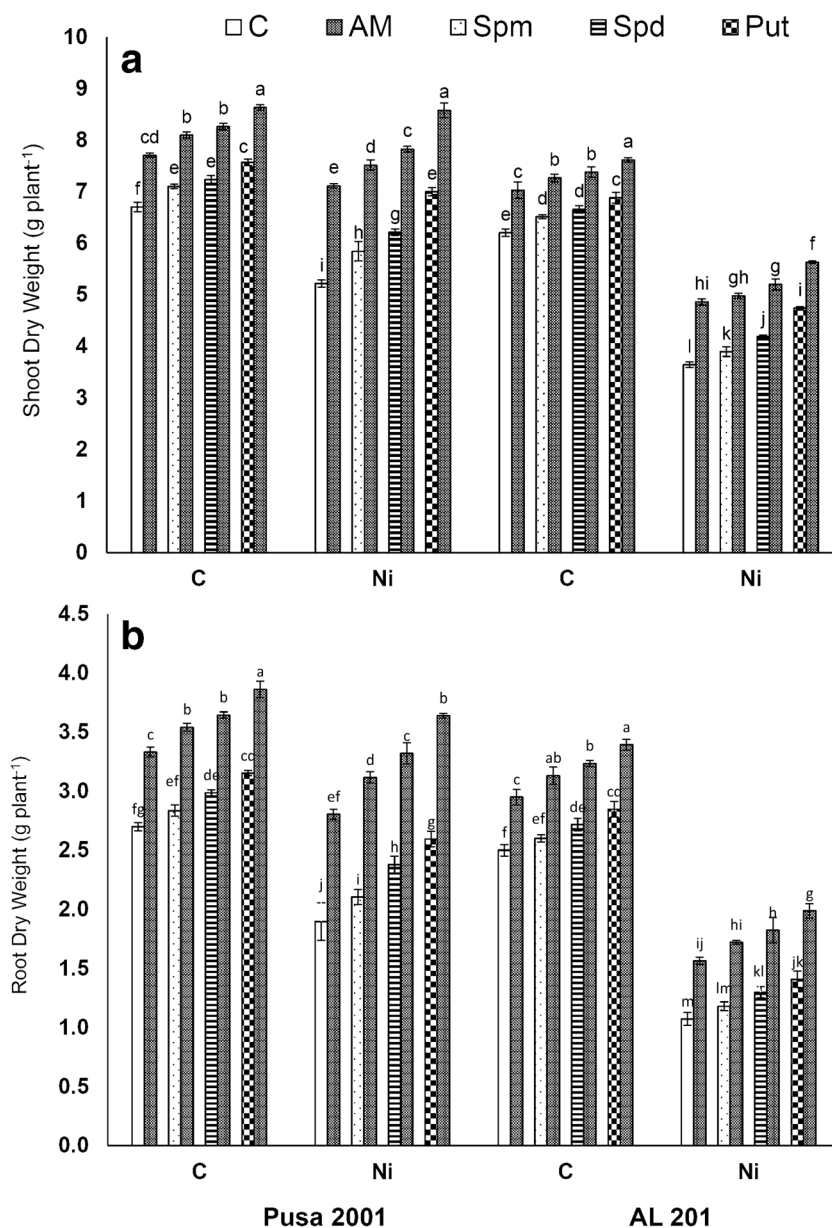 C AM Spm Spd Put
a
Shoot Dry Weight (g plant⁻¹)
10
9
8
7
6
5
4
3
2
1
0
f cd e b e b c a
i e h d g c e a
e c d b d b c a
l hi k gh j g i f
C Ni C Ni
b
Root Dry Weight (g plant⁻¹)
4.5
4.0
3.5
3.0
2.5
2.0
1.5
1.0
0.5
0.0
fg c ef b de b cd a
j ef i d h c g b
f c ef ab de b cd a
m ij lm hi kl h jk g
C Ni C Ni
Pusa 2001 AL 201